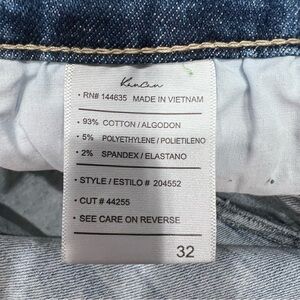 KanCan
• RN# 144835 MADE IN VIETNAM
• 93% COTTON / ALGODON
• 5% POLYETHYLENE / POLIETILENO
• 2% SPANDEX / ELASTANO
• STYLE / ESTILO # 204552
• CUT # 44255
• SEE CARE ON REVERSE
32